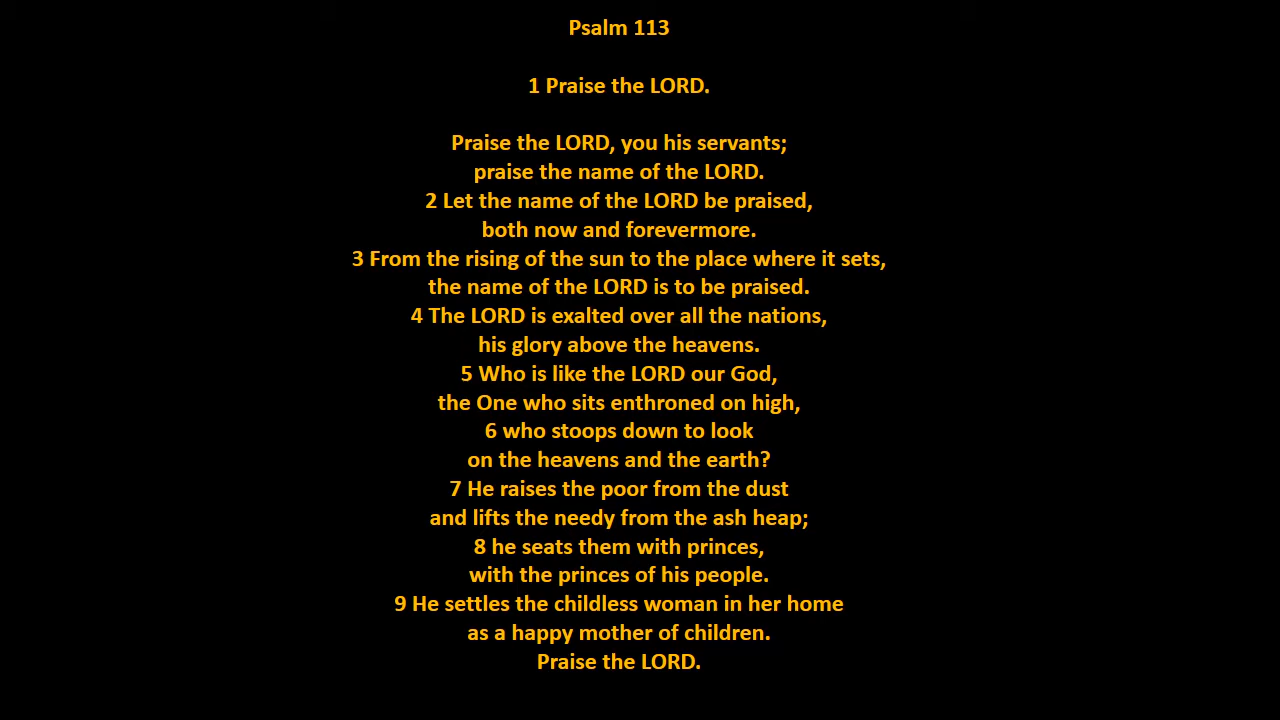 Psalm 113
1 Praise the LORD.
Praise the LORD, you his servants;
praise the name of the LORD.
2 Let the name of the LORD be praised,
both now and forevermore.
3 From the rising of the sun to the place where it sets,
the name of the LORD is to be praised.
4 The LORD is exalted over all the nations,
his glory above the heavens.
5 Who is like the LORD our God,
the One who sits enthroned on high,
6 who stoops down to look
on the heavens and the earth?
7 He raises the poor from the dust
and lifts the needy from the ash heap;
8 he seats them with princes,
with the princes of his people.
9 He settles the childless woman in her home
as a happy mother of children.
Praise the LORD.